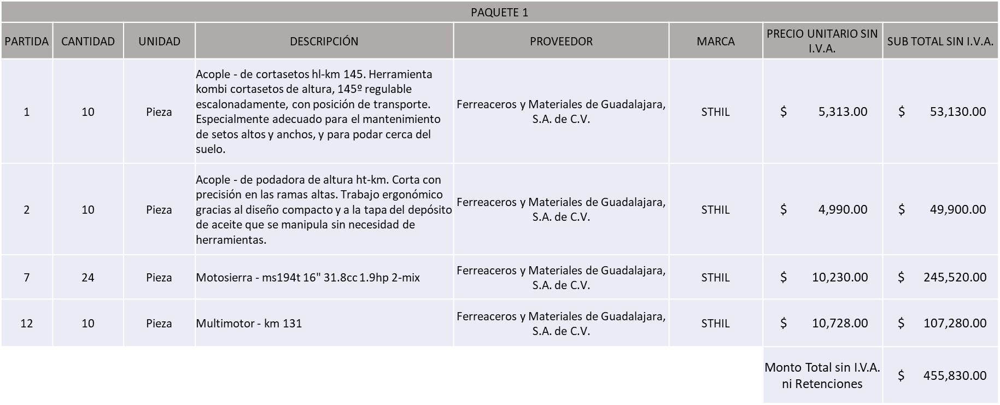 PAQUETE 1
PARTIDA CANTIDAD UNIDAD DESCRIPCIÓN PROVEEDOR MARCA PRECIO UNITARIO SIN I.V.A. SUB TOTAL SIN I.V.A.
1 10 Pieza
Acople - de cortasetos hl-km 145. Herramienta
kombi cortasetos de altura, 145º regulable
escalonadamente, con posición de transporte.
Especialmente adecuado para el mantenimiento
de setos altos y anchos, y para podar cerca del
suelo.
Ferreaceros y Materiales de Guadalajara,
S.A. de C.V.
STHIL $ 5,313.00 $ 53,130.00
2 10 Pieza
Acople - de podadora de altura ht-km. Corta con
precisión en las ramas altas. Trabajo ergonómico
gracias al diseño compacto y a la tapa del depósito
de aceite que se manipula sin necesidad de
herramientas.
Ferreaceros y Materiales de Guadalajara,
S.A. de C.V.
STHIL $ 4,990.00 $ 49,900.00
7 24 Pieza Motosierra - ms194t 16" 31.8cc 1.9hp 2-mix
Ferreaceros y Materiales de Guadalajara,
S.A. de C.V.
STHIL $ 10,230.00 $ 245,520.00
12 10 Pieza Multimotor - km 131
Ferreaceros y Materiales de Guadalajara,
S.A. de C.V.
STHIL $ 10,728.00 $ 107,280.00
Monto Total sin I.V.A.
ni Retenciones
$ 455,830.00